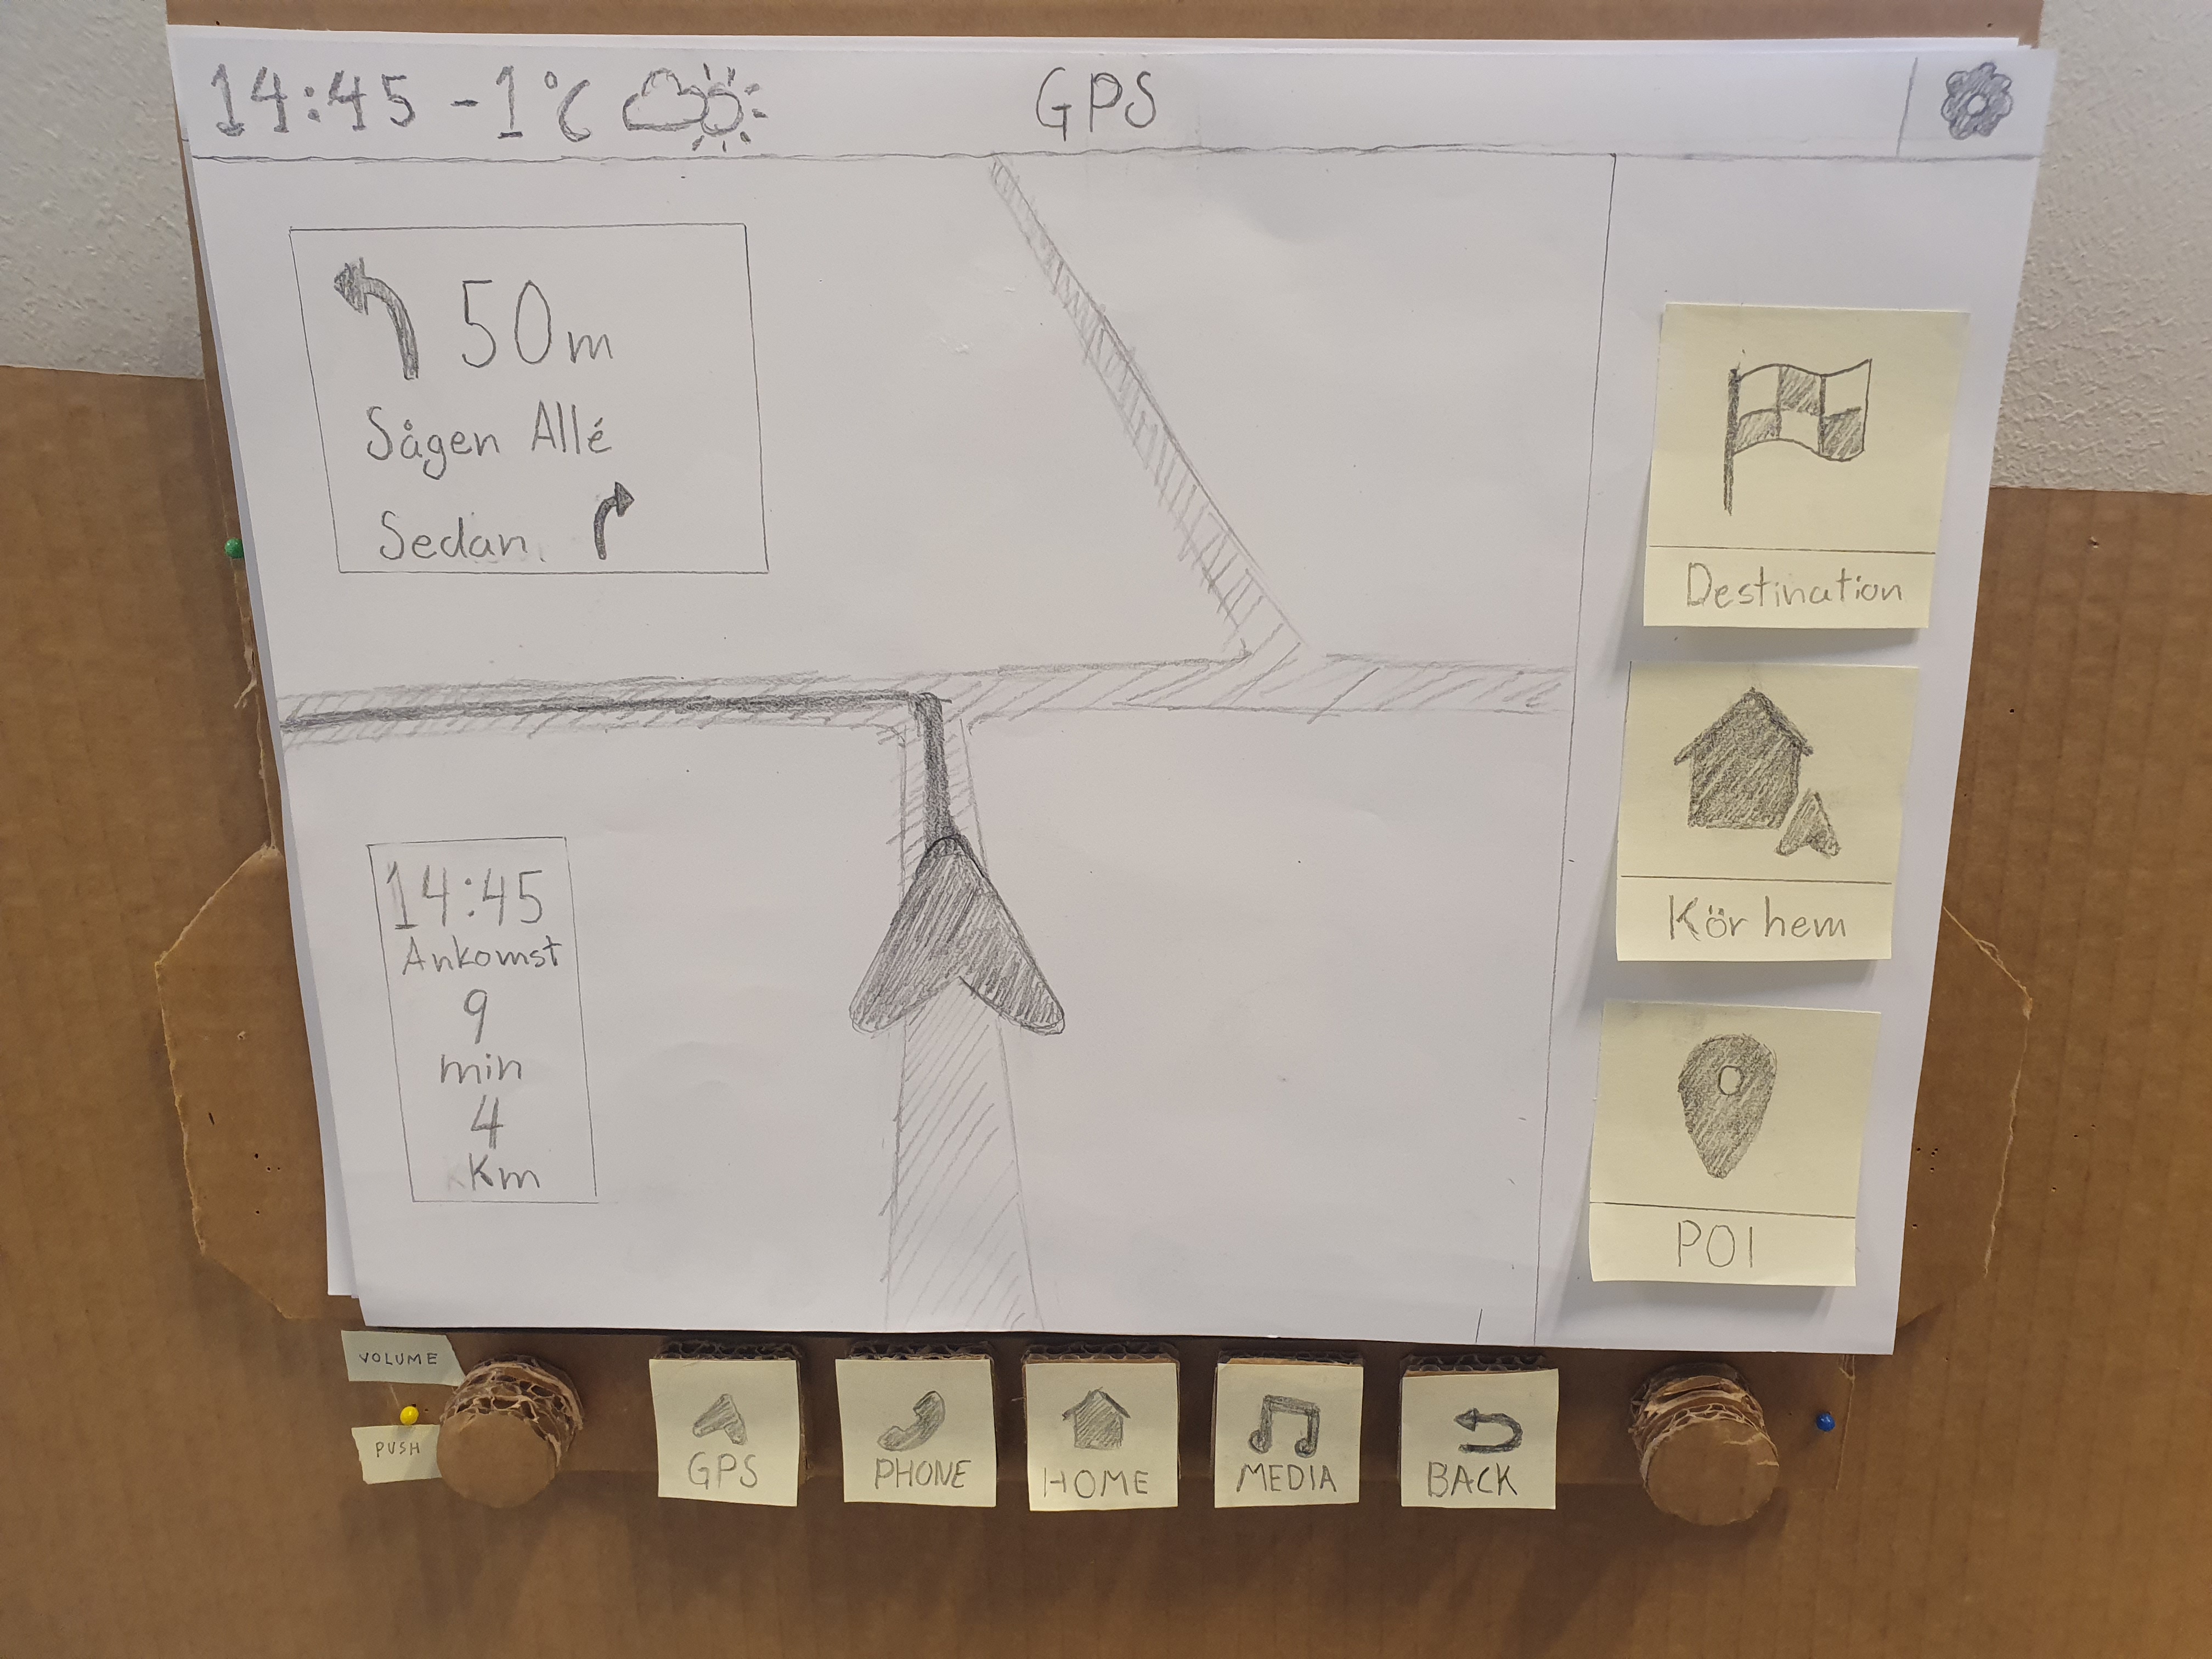 14:45 -1°C
GPS
50m
Sågen Allé
Sedan
14:45
Ankomst
9
min
4
Km
Destination
Kör hem
POI
VOLUME
PUSH
GPS
PHONE
HOME
MEDIA
BACK